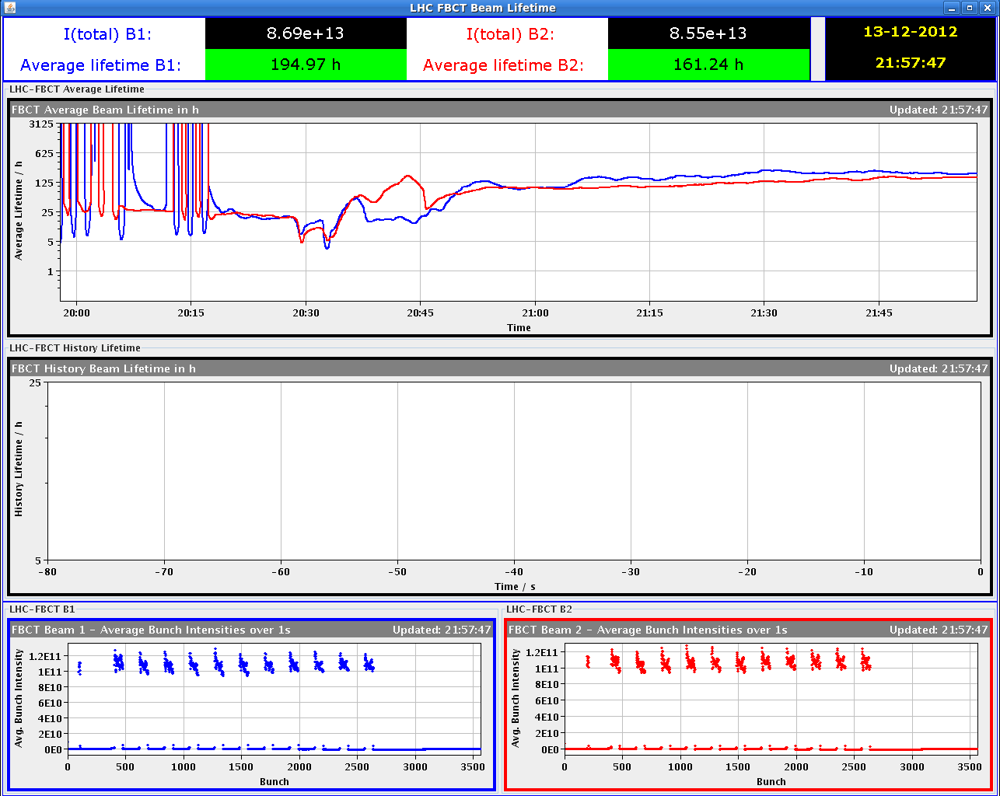 LHC FBCT Beam Lifetime
I(total) B1: 8.69e+13 I(total) B2: 8.55e+13 13-12-2012
Average lifetime B1: 194.97 h Average lifetime B2: 161.24 h 21:57:47
LHC-FBCT Average Lifetime
FBCT Average Beam Lifetime in h Updated: 21:57:47
3125
625
125
25
5
1
Average Lifetime / h
20:00 20:15 20:30 20:45 21:00 21:15 21:30 21:45
Time
LHC-FBCT History Lifetime
FBCT History Beam Lifetime in h Updated: 21:57:47
25
History Lifetime / h
5
-80 -70 -60 -50 -40 -30 -20 -10 0
Time / s
LHC-FBCT B1
FBCT Beam 1 - Average Bunch Intensities over 1s Updated: 21:57:47
1.2E11
1E11
8E10
6E10
4E10
2E10
0E0
Avg. Bunch Intensity
0 500 1000 1500 2000 2500 3000 3500
Bunch
LHC-FBCT B2
FBCT Beam 2 - Average Bunch Intensities over 1s Updated: 21:57:47
1.2E11
1E11
8E10
6E10
4E10
2E10
0E0
Avg. Bunch Intensity
0 500 1000 1500 2000 2500 3000 3500
Bunch